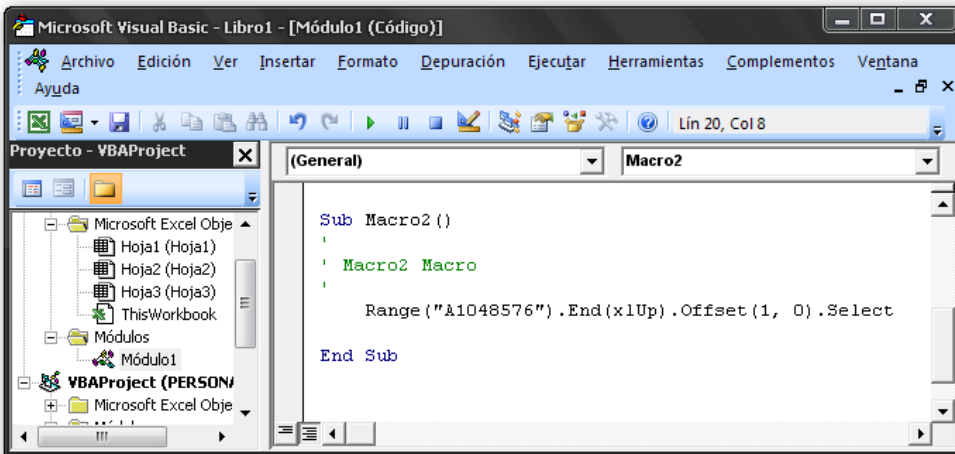 Microsoft Visual Basic - Libro1 - [Módulo1 (Código)]
Archivo Edición Ver Insertar Formato Depuración Ejecutar Herramientas Complementos Ventana
Ayuda
Lín 20, Col 8
Proyecto - VBAProject
(General) Macro2
Microsoft Excel Obje
Hoja1 (Hoja1)
Hoja2 (Hoja2)
Hoja3 (Hoja3)
ThisWorkbook
Módulos
Módulo1
VBAProject (PERSON
Microsoft Excel Obje
Sub Macro2()
'
' Macro2 Macro
'
Range("A1048576").End(xlUp).Offset(1, 0).Select
End Sub